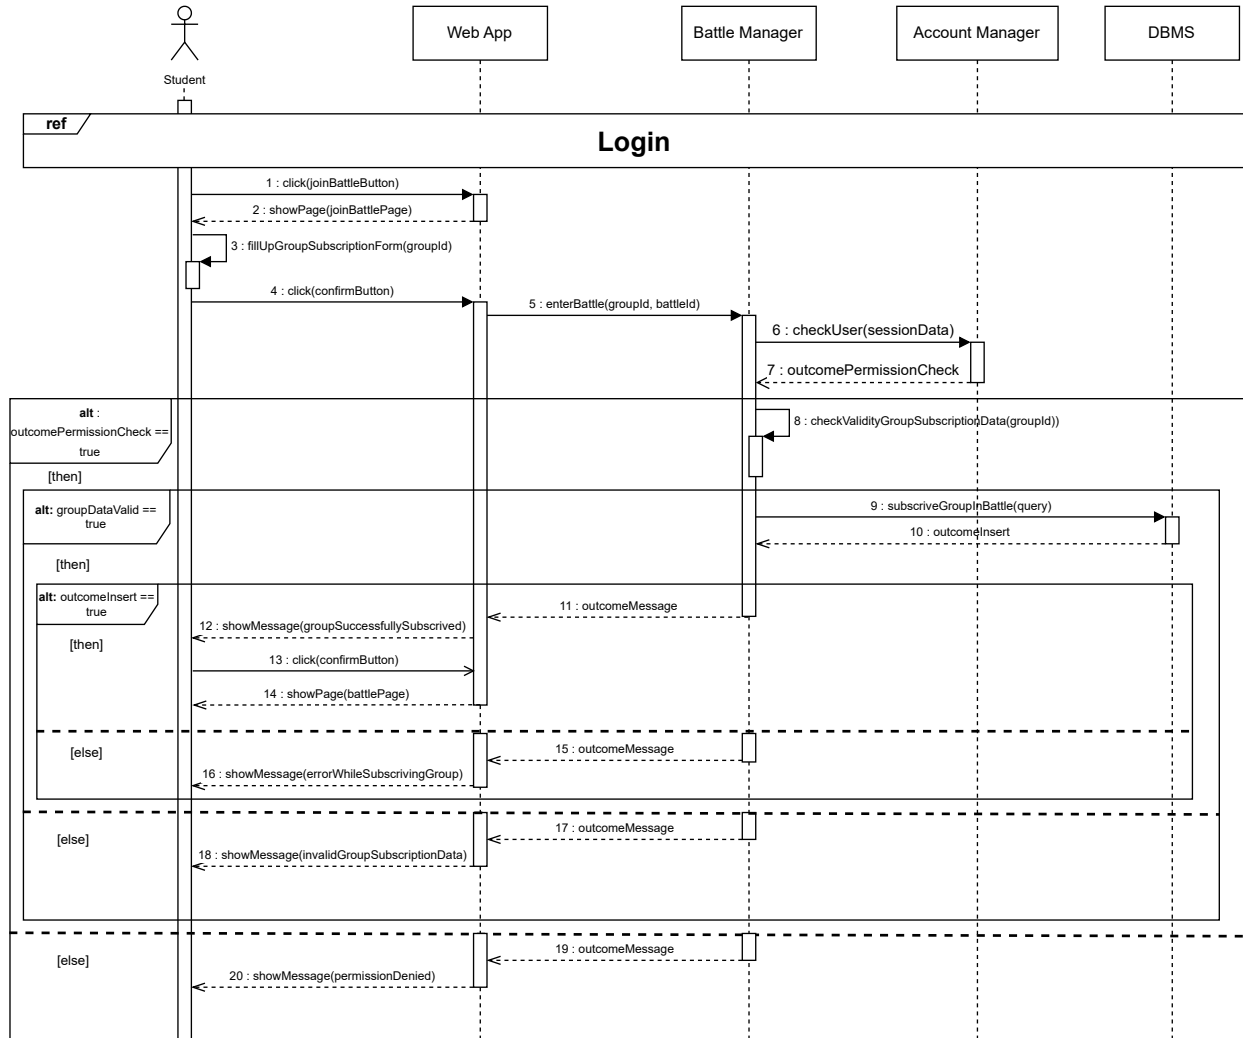 Web App
Battle Manager
Account Manager
DBMS
Student
ref
Login
1 : click(joinBattleButton)
2 : showPage(joinBattlePage)
3 : fillUpGroupSubscriptionForm(groupId)
4 : click(confirmButton)
5 : enterBattle(groupId, battleId)
6 : checkUser(sessionData)
7 : outcomePermissionCheck
alt :
outcomePermissionCheck ==
true
8 : checkValidityGroupSubscriptionData(groupId))
[then]
alt: groupDataValid ==
true
9 : subscriveGroupInBattle(query)
10 : outcomeInsert
[then]
alt: outcomeInsert ==
true
11 : outcomeMessage
12 : showMessage(groupSuccessfullySubscrived)
[then]
13 : click(confirmButton)
14 : showPage(battlePage)
[else]
15 : outcomeMessage
16 : showMessage(errorWhileSubscrivingGroup)
[else]
17 : outcomeMessage
18 : showMessage(invalidGroupSubscriptionData)
[else]
19 : outcomeMessage
20 : showMessage(permissionDenied)